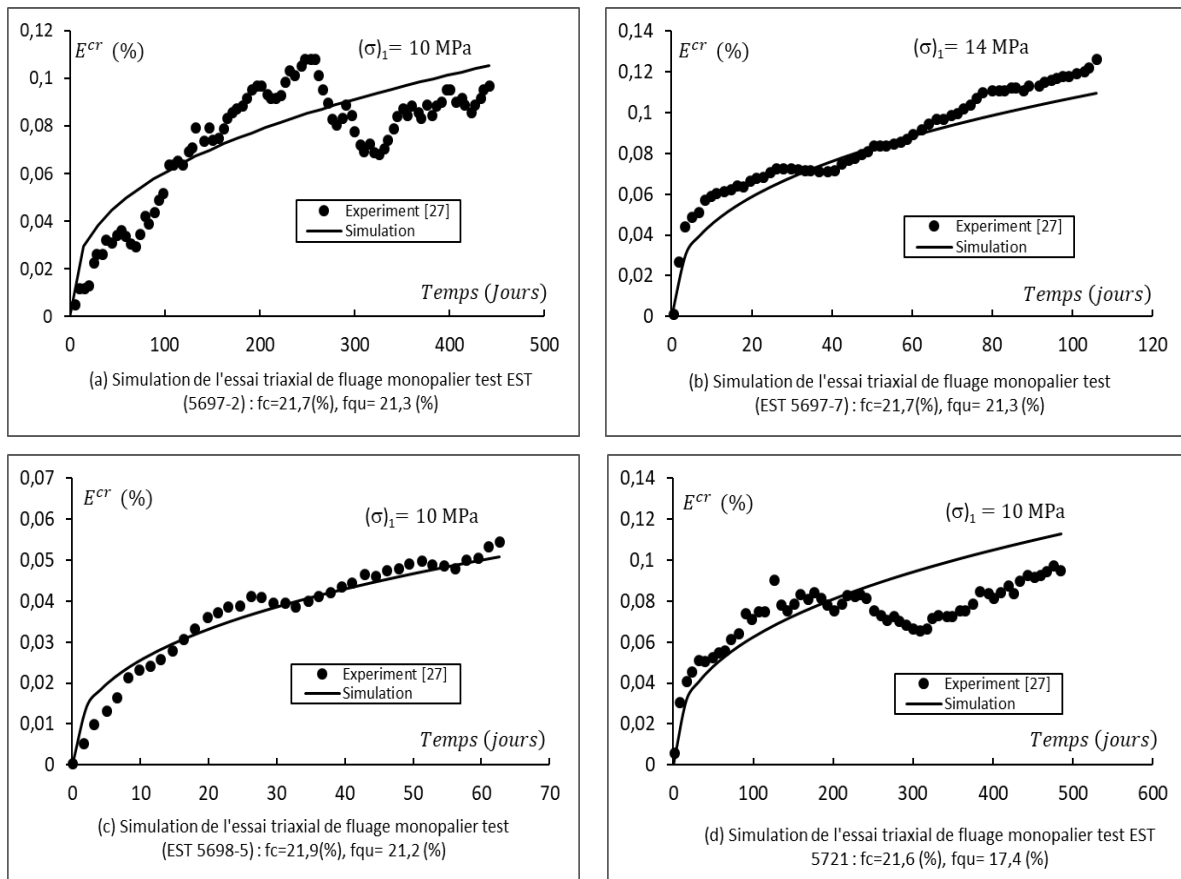 0,12
0,1
0,08
0,06
0,04
0,02
0
E^cr (%)
(σ)₁= 10 MPa
Experiment [27]
Simulation
Temps (Jours)
0 100 200 300 400 500
(a) Simulation de l'essai triaxial de fluage monopalier test EST
(5697-2) : fc=21,7(%), fqu= 21,3 (%)
0,14
0,12
0,1
0,08
0,06
0,04
0,02
0
E^cr (%)
(σ)₁= 14 MPa
Experiment [27]
Simulation
Temps (jours)
0 20 40 60 80 100 120
(b) Simulation de l'essai triaxial de fluage monopalier test
(EST 5697-7) : fc=21,7(%), fqu= 21,3 (%)
0,07
0,06
0,05
0,04
0,03
0,02
0,01
0
E^cr (%)
(σ)₁= 10 MPa
Experiment [27]
Simulation
Temps (jours)
0 10 20 30 40 50 60 70
(c) Simulation de l'essai triaxial de fluage monopalier test
(EST 5698-5) : fc=21,9(%), fqu= 21,2 (%)
0,14
0,12
0,1
0,08
0,06
0,04
0,02
0
E^cr (%)
(σ)₁ = 10 MPa
Experiment [27]
Simulation
Temps (jours)
0 100 200 300 400 500 600
(d) Simulation de l'essai triaxial de fluage monopalier test EST
5721 : fc=21,6 (%), fqu= 17,4 (%)